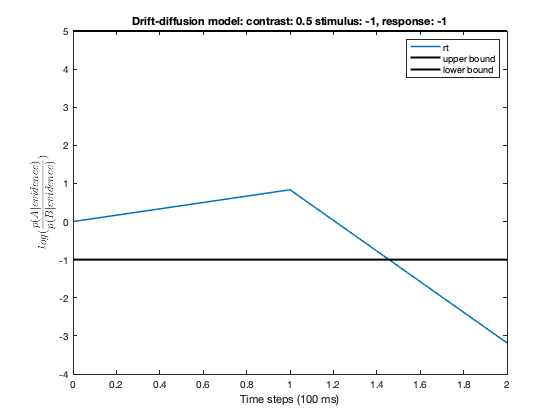 Drift-diffusion model: contrast: 0.5 stimulus: -1, response: -1
5
4
3
2
1
0
-1
-2
-3
-4
log(p(A|evidence)/p(B|evidence))
rt
upper bound
lower bound
0 0.2 0.4 0.6 0.8 1 1.2 1.4 1.6 1.8 2
Time steps (100 ms)